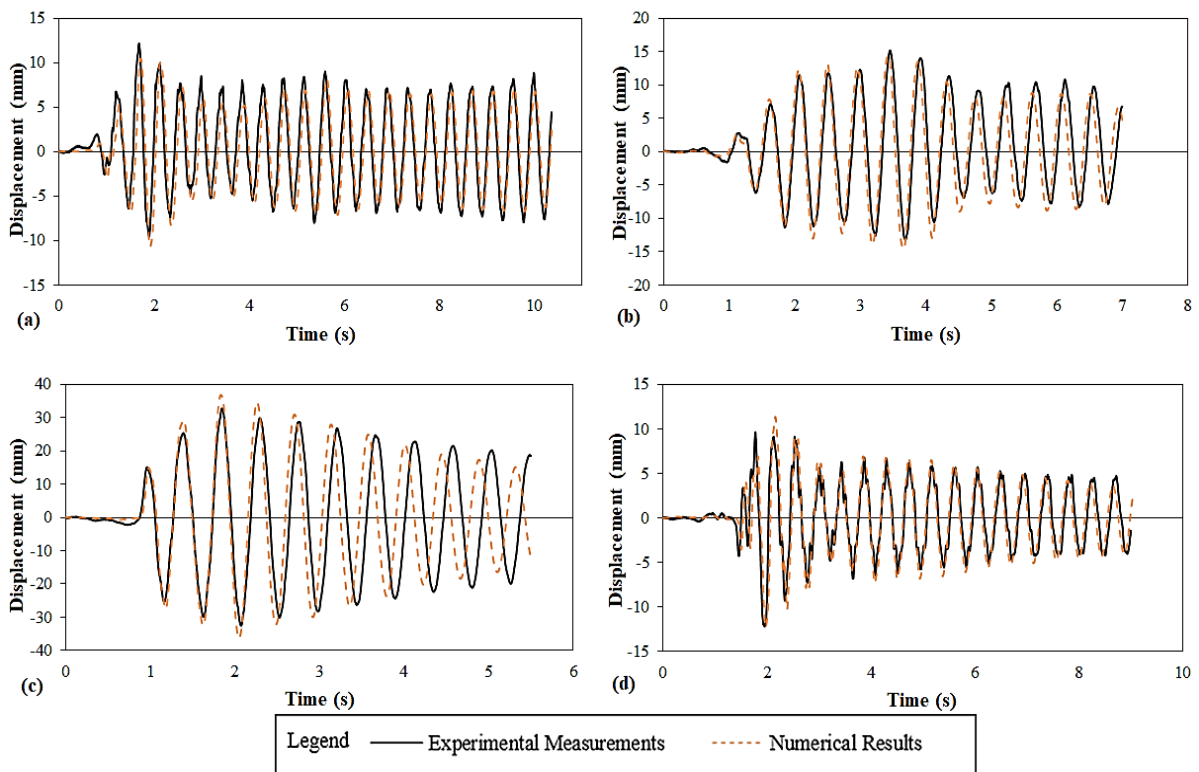 15
10
5
0
-5
-10
-15
0 2 4 6 8 10
Displacement (mm)
Time (s)
(a)
20
15
10
5
0
-5
-10
-15
-20
0 1 2 3 4 5 6 7 8
Displacement (mm)
Time (s)
(b)
40
30
20
10
0
-10
-20
-30
-40
0 1 2 3 4 5 6
Displacement (mm)
Time (s)
(c)
15
10
5
0
-5
-10
-15
0 2 4 6 8 10
Displacement (mm)
Time (s)
(d)
Legend Experimental Measurements Numerical Results